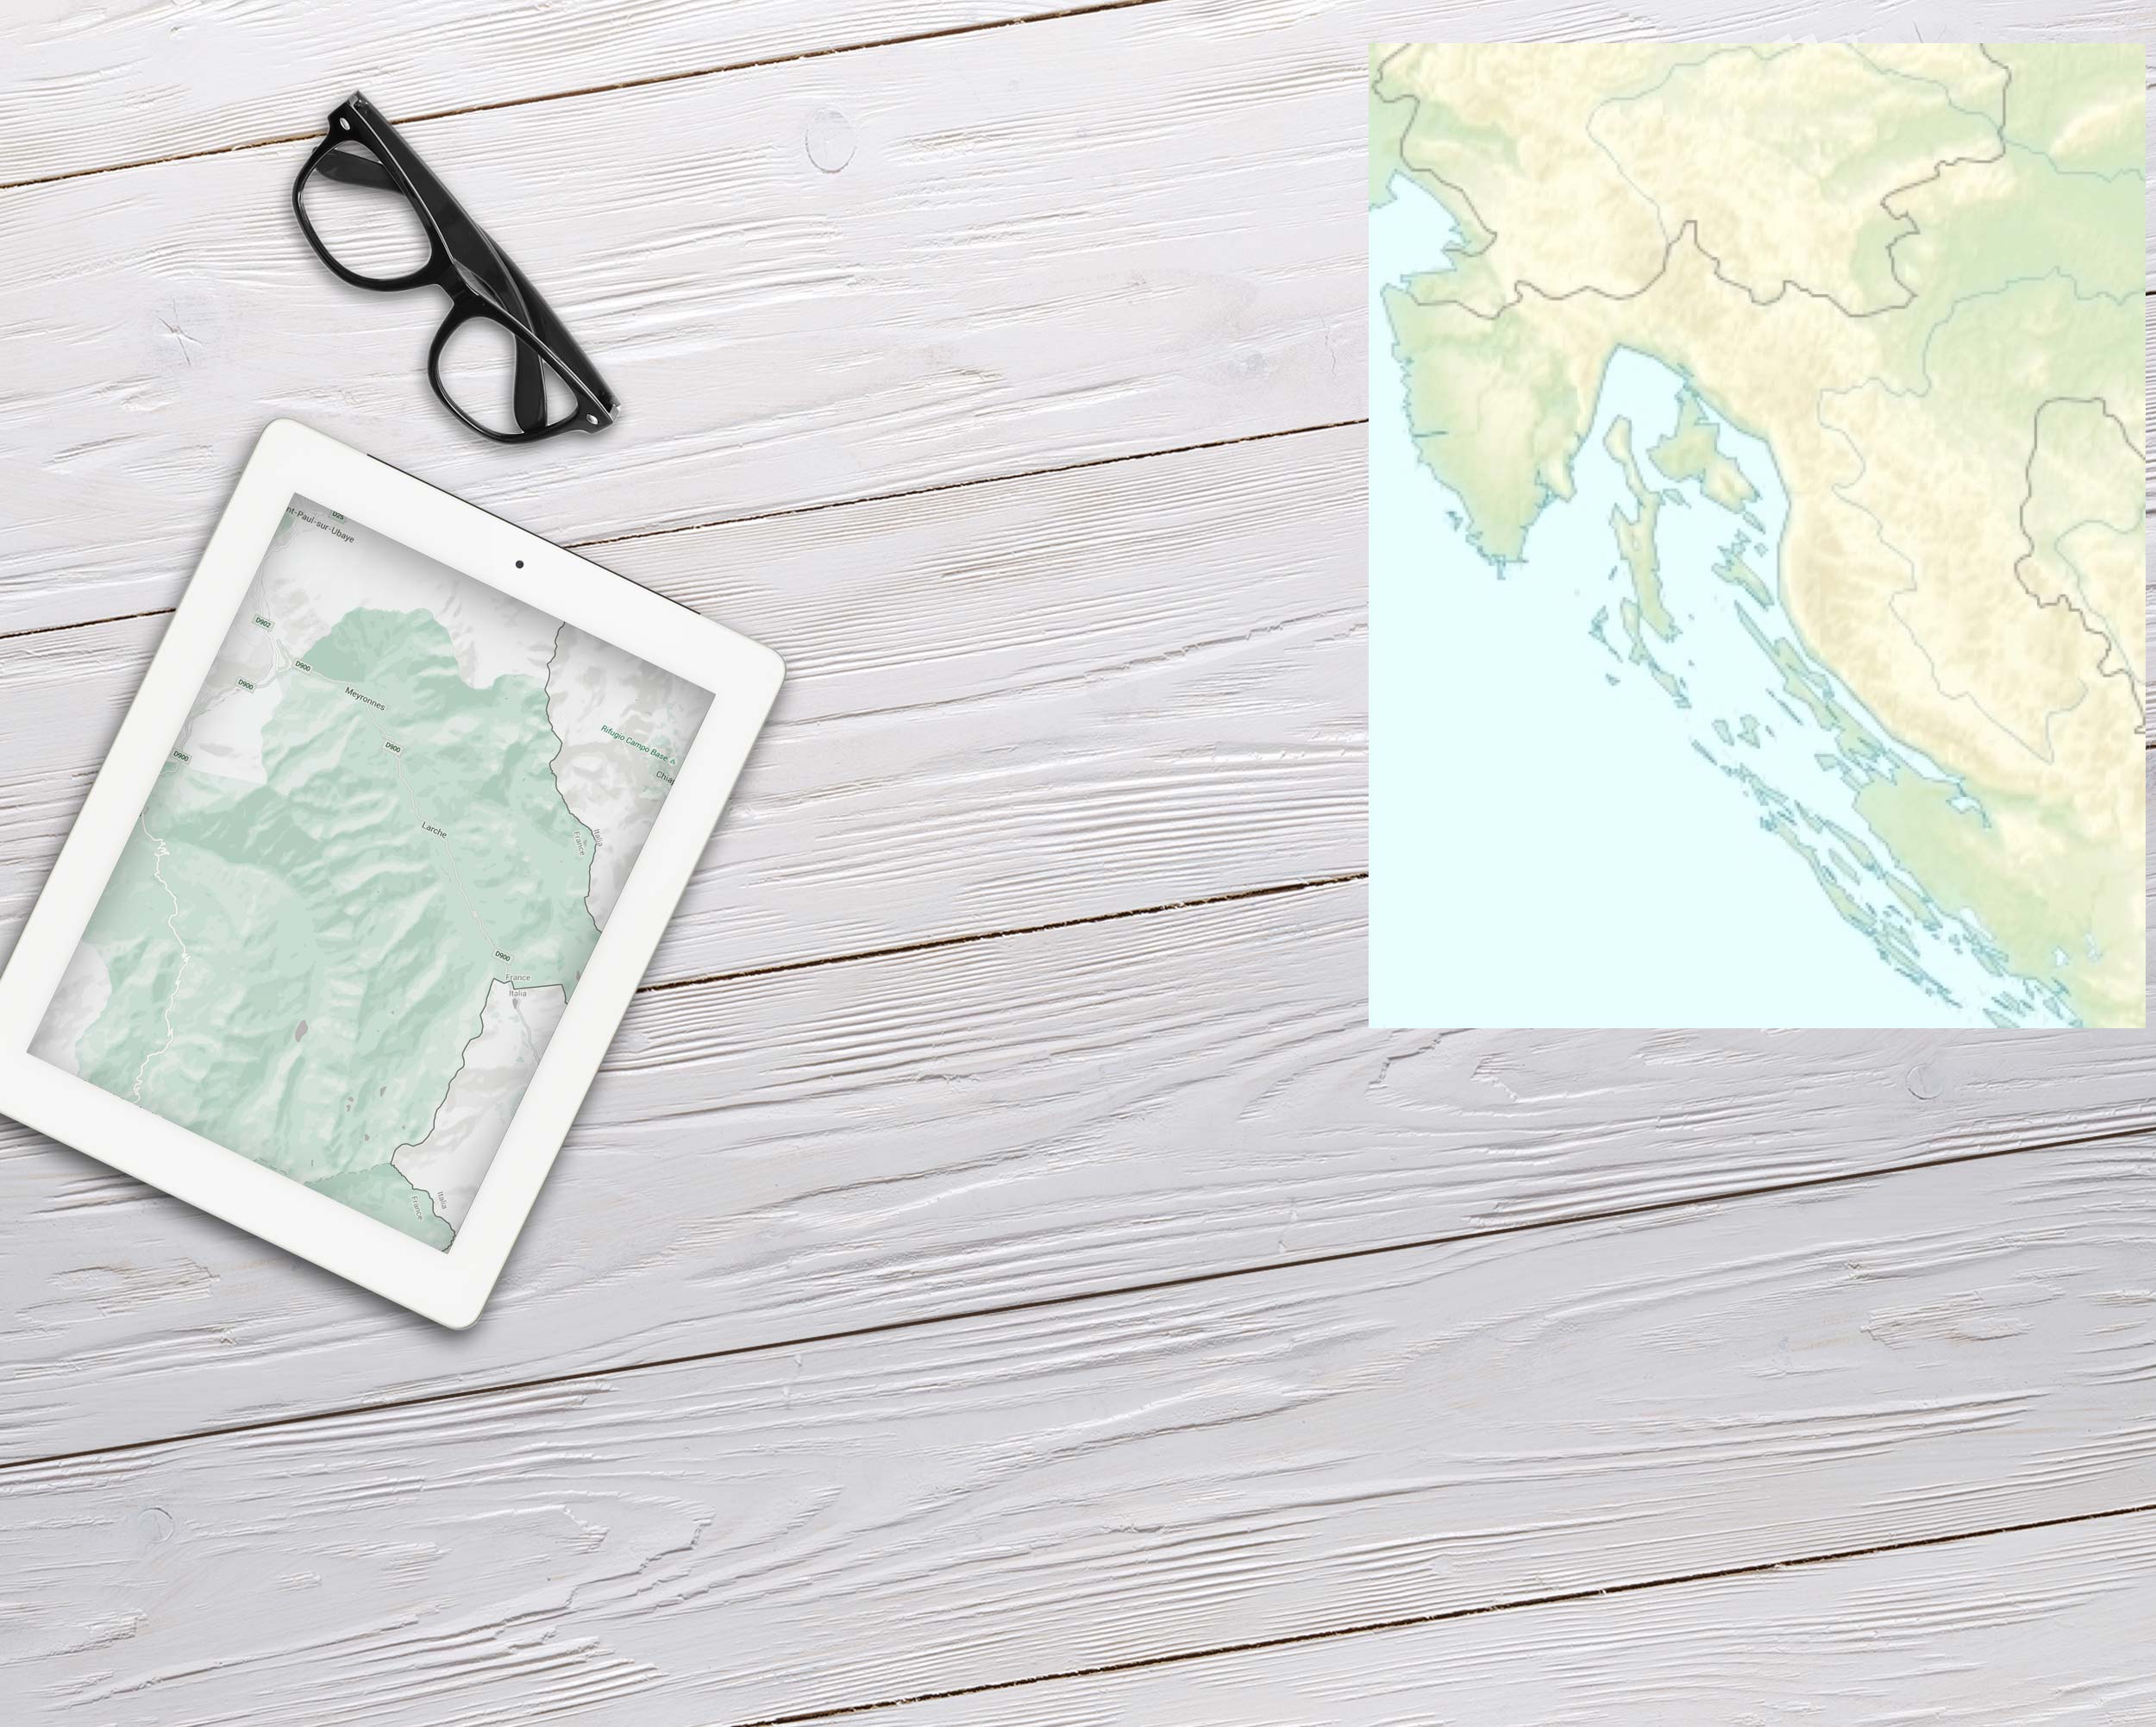 D25
nt-Paul-sur-Ubaye
D902
D900
D900
Meyronnes
D900
Rifugio Campo Base
D900
Chiap
Larche
Italia
France
D900
France
Italia
Italia
France